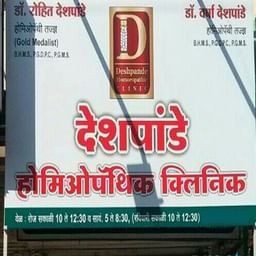 डॉ. रोहित देशपांडे
होमिओपॅथी तज्ञ
(Gold Medalist)
B.H.M.S., P.G.D.P.C., P.G.M.S.
डॉ. वर्षा देशपांडे
होमिओपॅथी तज्ञ
B.H.M.S., P.G.D.P.C., P.G.M.S.
D
Deshpande
Homoeopathic
CLINIC
देशपांडे
होमिओपॅथिक क्लिनिक
वेळ : रोज सकाळी 10 ते 12:30 व सायं. 5 ते 8:30, (रविवारी सकाळी 10 ते 12:30)